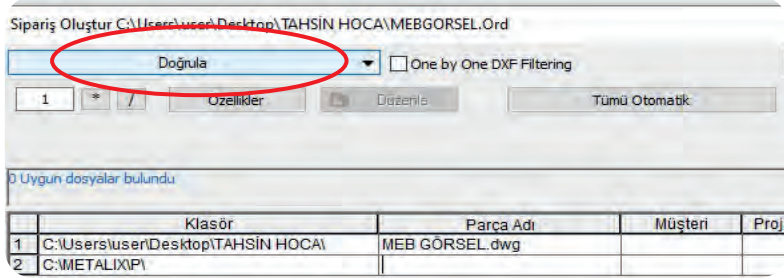 Sipariş Oluştur C:\Users\user\Desktop\TAHSİN HOCA\MEBGORSEL.Ord
Doğrula One by One DXF Filtering
1 * / Özellikler Düzenle Tümü Otomatik
0 Uygun dosyalar bulundu
Klasör Parça Adı Müşteri Proj
1 C:\Users\user\Desktop\TAHSİN HOCA\ MEB GÖRSEL.dwg
2 C:\METALIX\P\